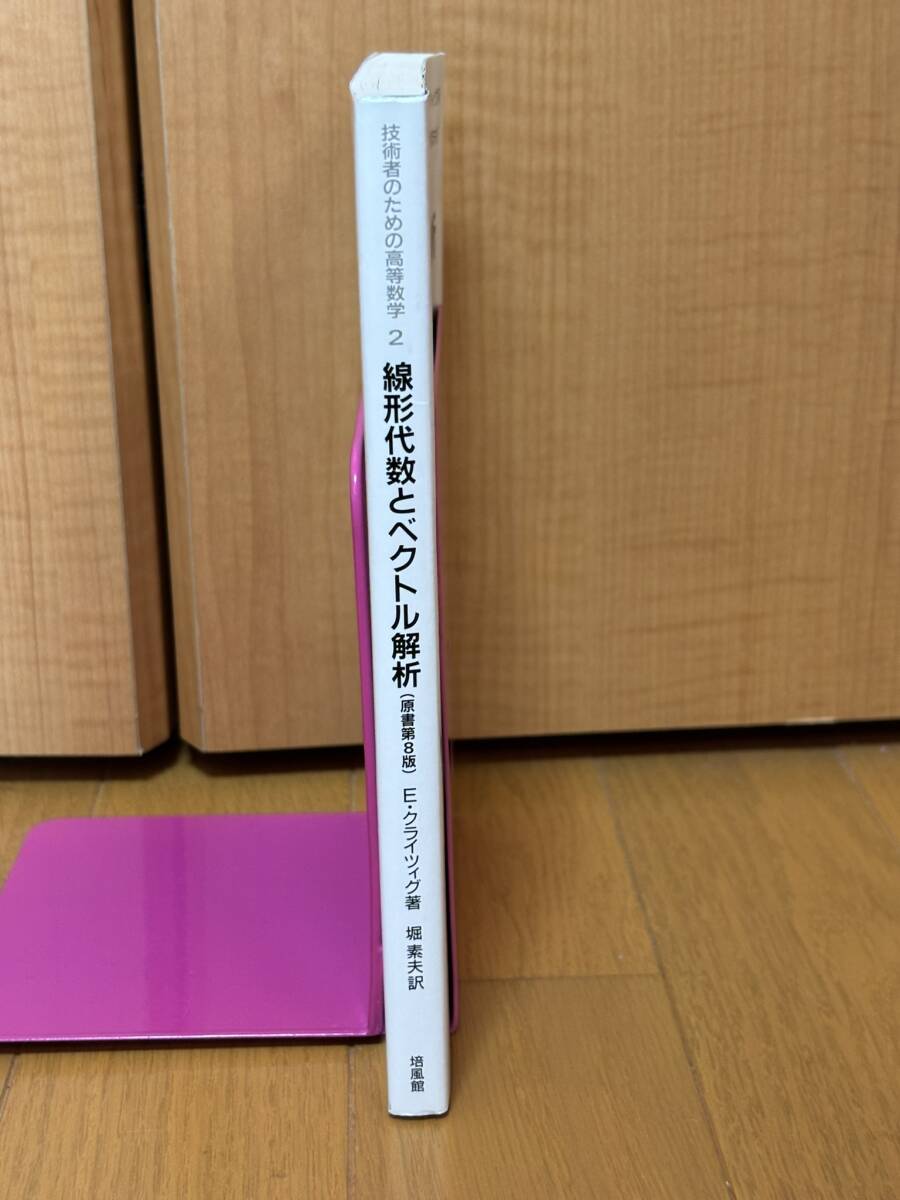 技術者のための高等数学 2
線形代数とベクトル解析
(原書第8版)
E・クライツィグ著
堀 素夫訳
培風館